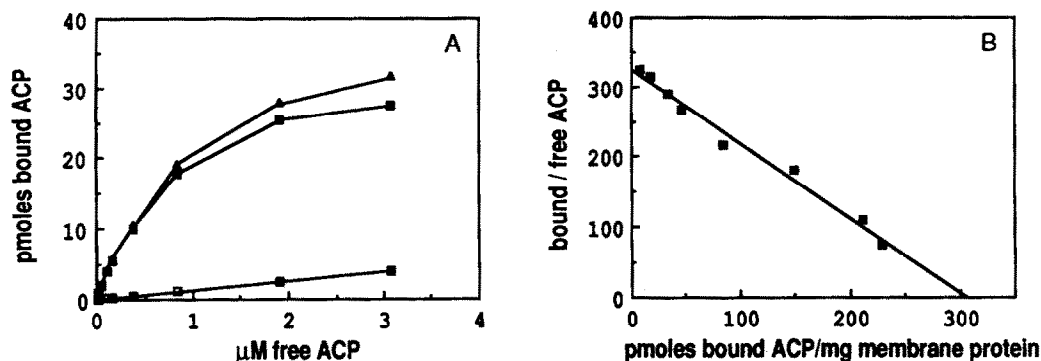 A
pmoles bound ACP
40
30
20
10
0
0 1 2 3 4
µM free ACP
B
bound / free ACP
400
300
200
100
0
0 100 200 300
pmoles bound ACP/mg membrane protein